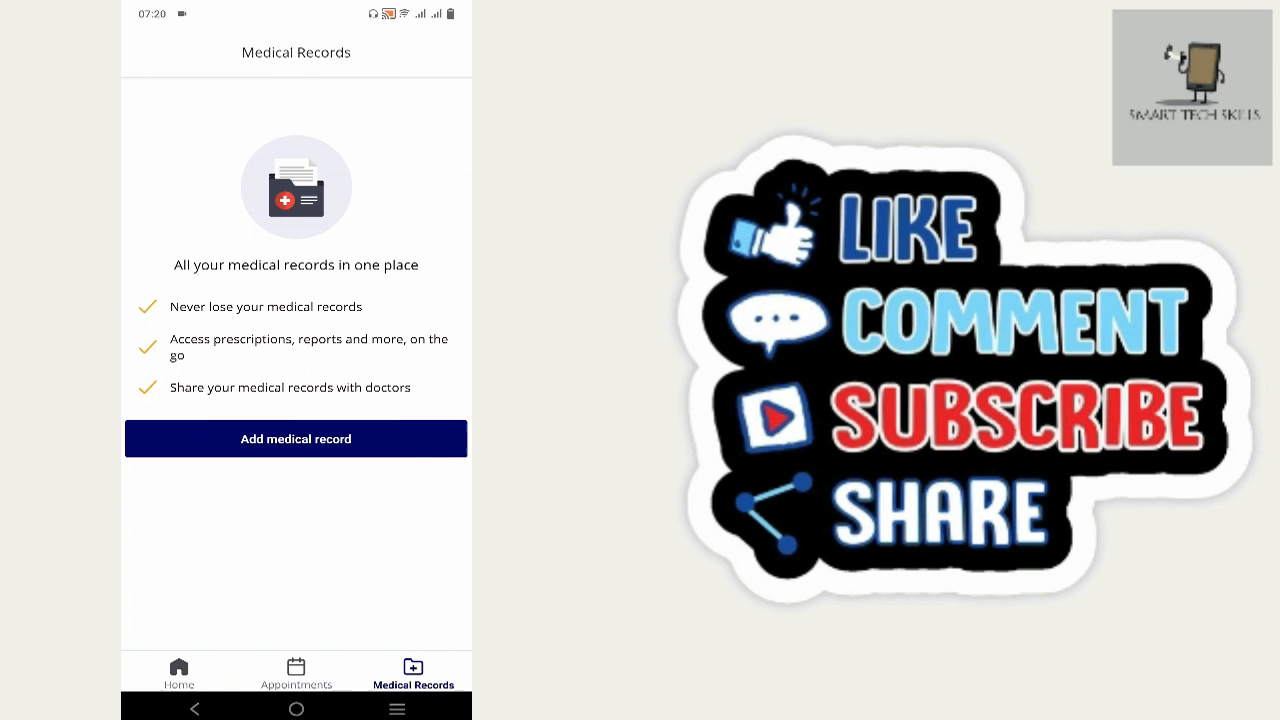 07:20
Medical Records
All your medical records in one place
Never lose your medical records
Access prescriptions, reports and more, on the
go
Share your medical records with doctors
Add medical record
Home
Appointments
Medical Records
SMART TECH SKILLS
LIKE
COMMENT
SUBSCRIBE
SHARE